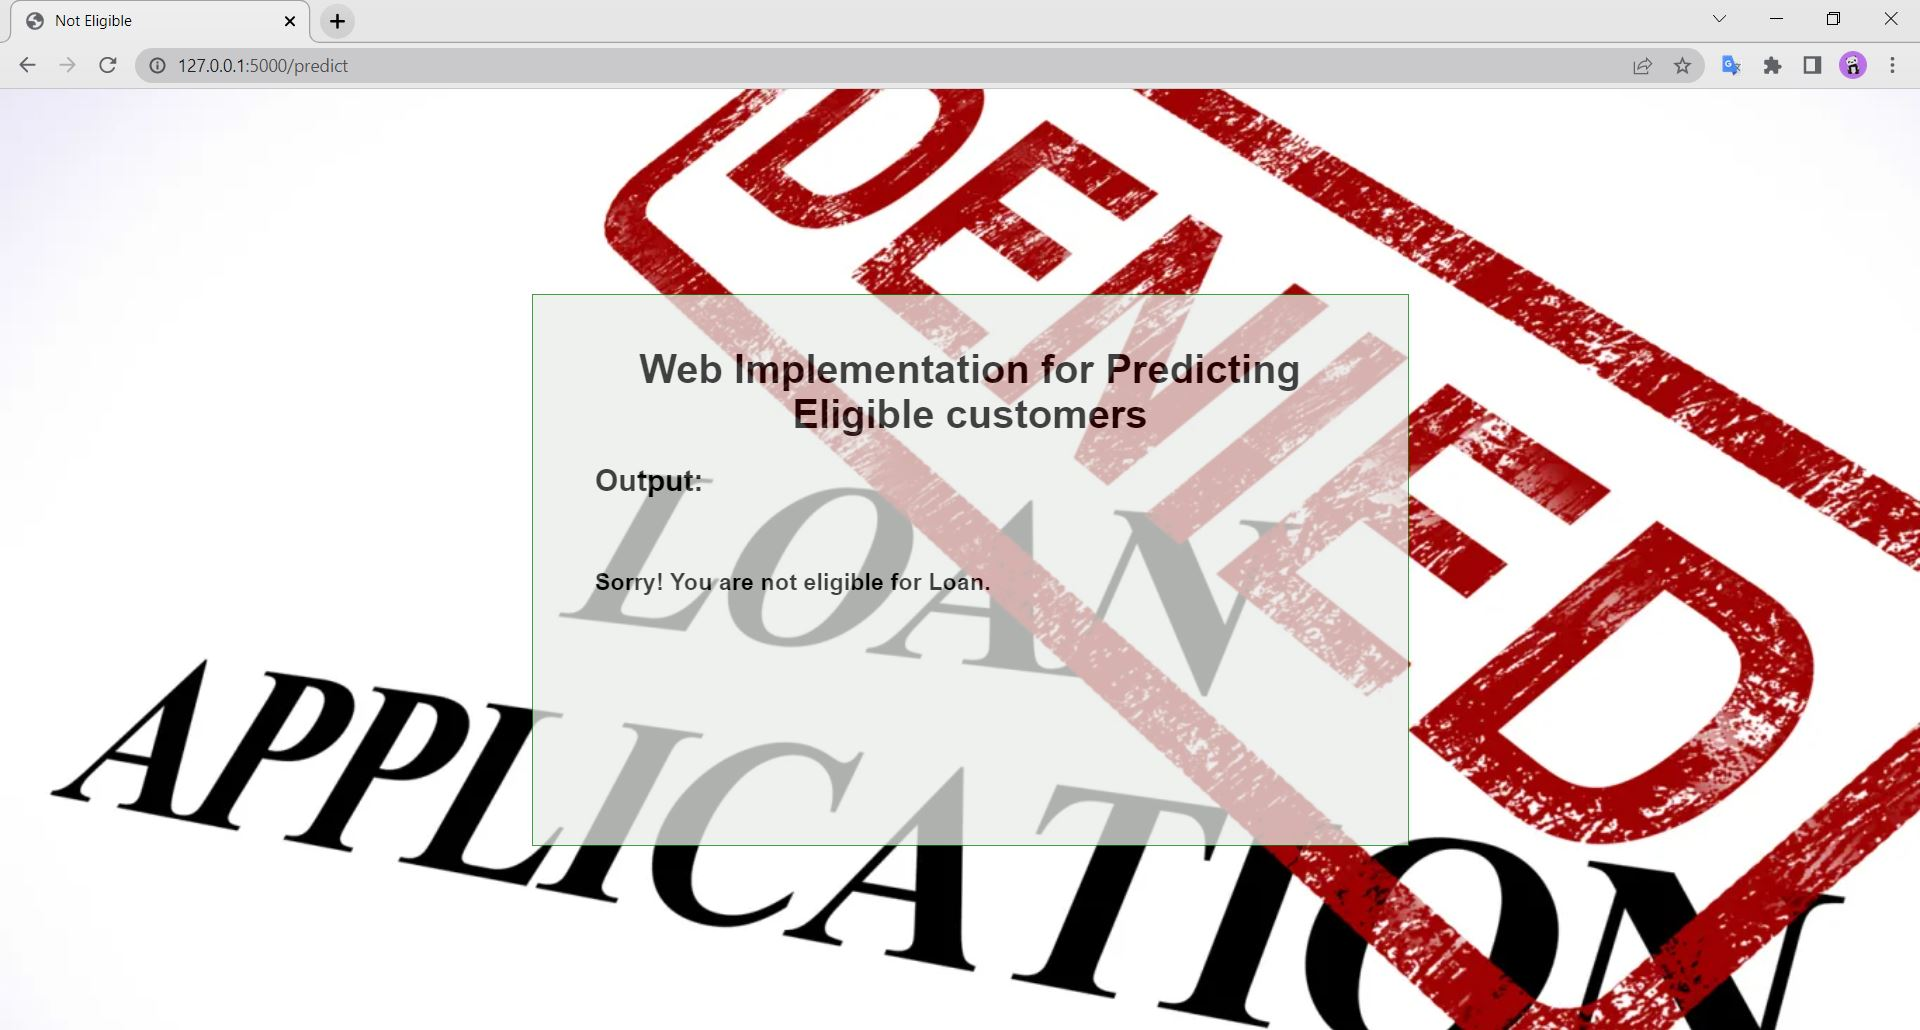 Not Eligible
127.0.0.1:5000/predict
DENIED
Web Implementation for Predicting
Eligible customers
Output:
LOAN
Sorry! You are not eligible for Loan.
APPLICATION